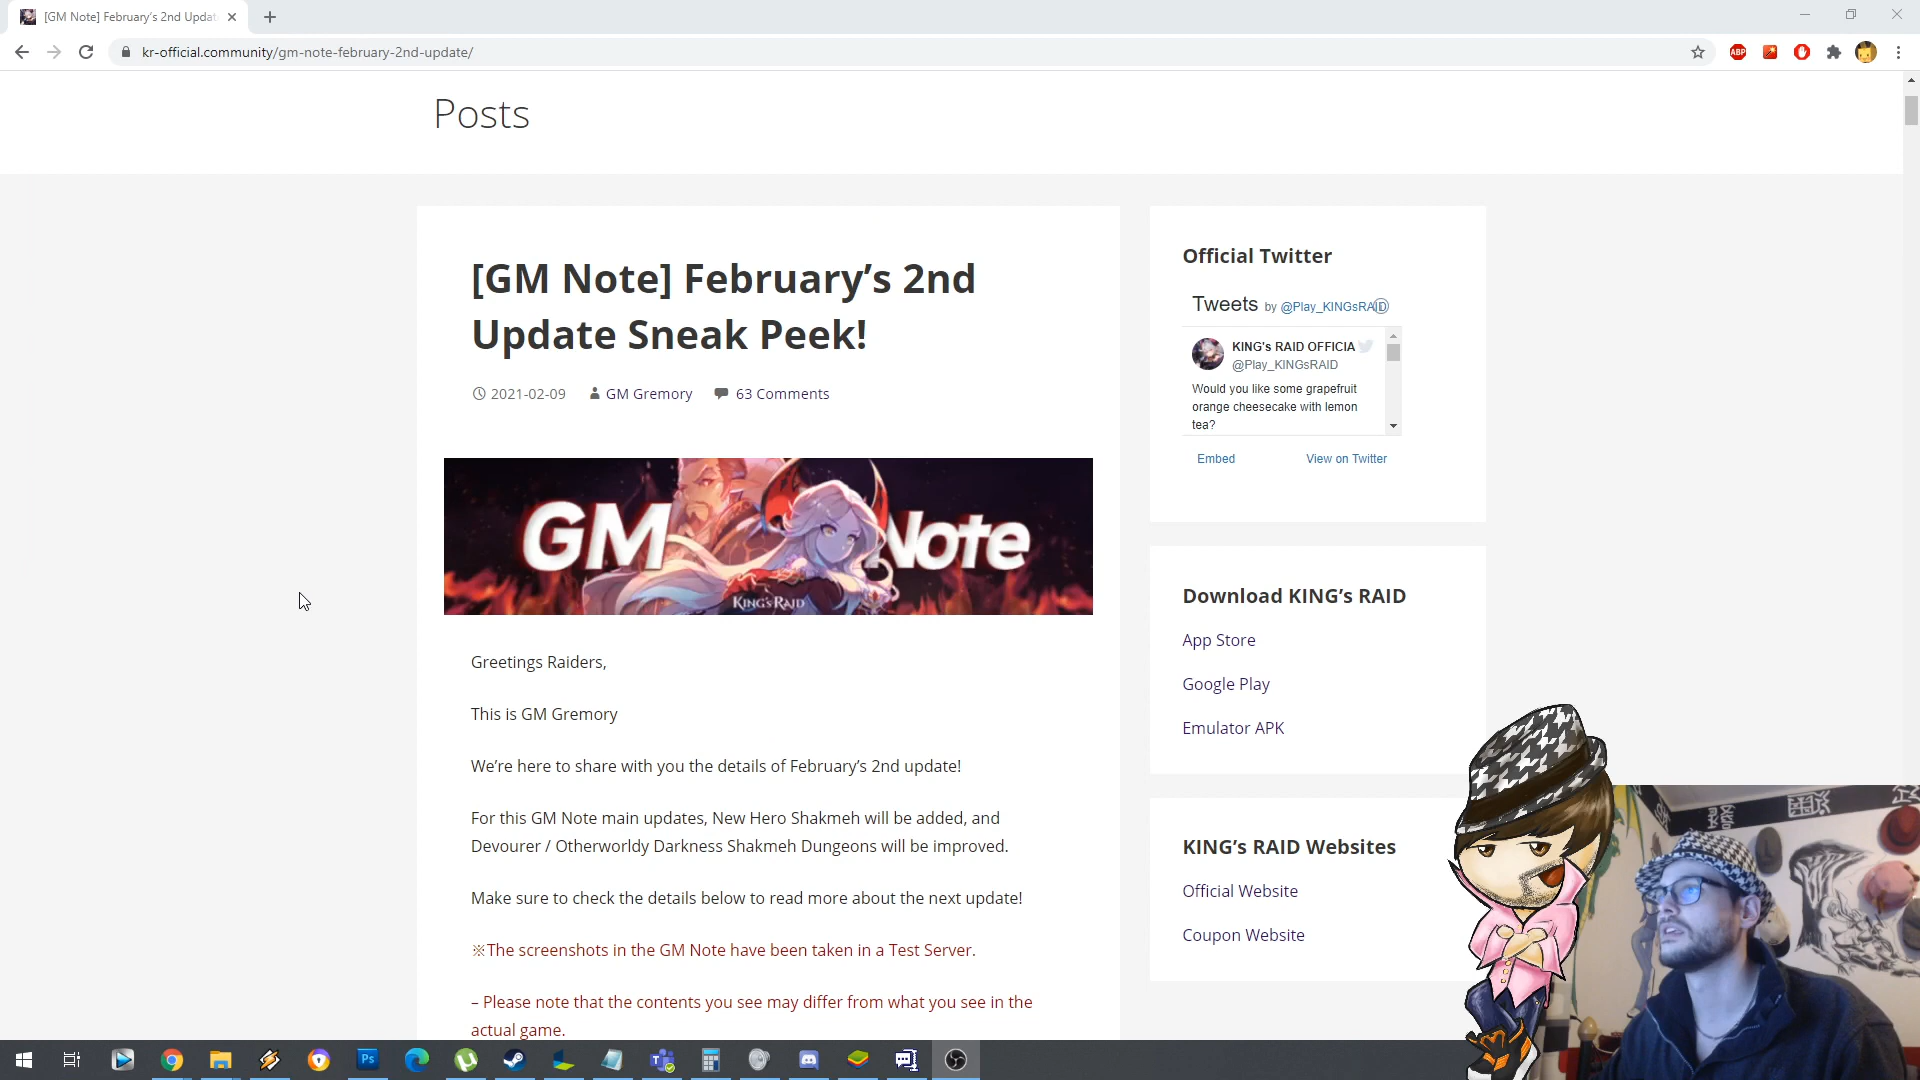 [GM Note] February's 2nd Updat
kr-official.community/gm-note-february-2nd-update/
ABP
Posts
[GM Note] February's 2nd
Update Sneak Peek!
2021-02-09 GM Gremory 63 Comments
GM Note
KING'S RAID
Greetings Raiders,
This is GM Gremory
We're here to share with you the details of February's 2nd update!
For this GM Note main updates, New Hero Shakmeh will be added, and
Devourer / Otherworldy Darkness Shakmeh Dungeons will be improved.
Make sure to check the details below to read more about the next update!
※The screenshots in the GM Note have been taken in a Test Server.
– Please note that the contents you see may differ from what you see in the
actual game.
Official Twitter
Tweets by @Play_KINGsRAID
KING's RAID OFFICIA
@Play_KINGsRAID
Would you like some grapefruit
orange cheesecake with lemon
tea?
Embed View on Twitter
Download KING's RAID
App Store
Google Play
Emulator APK
KING's RAID Websites
Official Website
Coupon Website
Ps